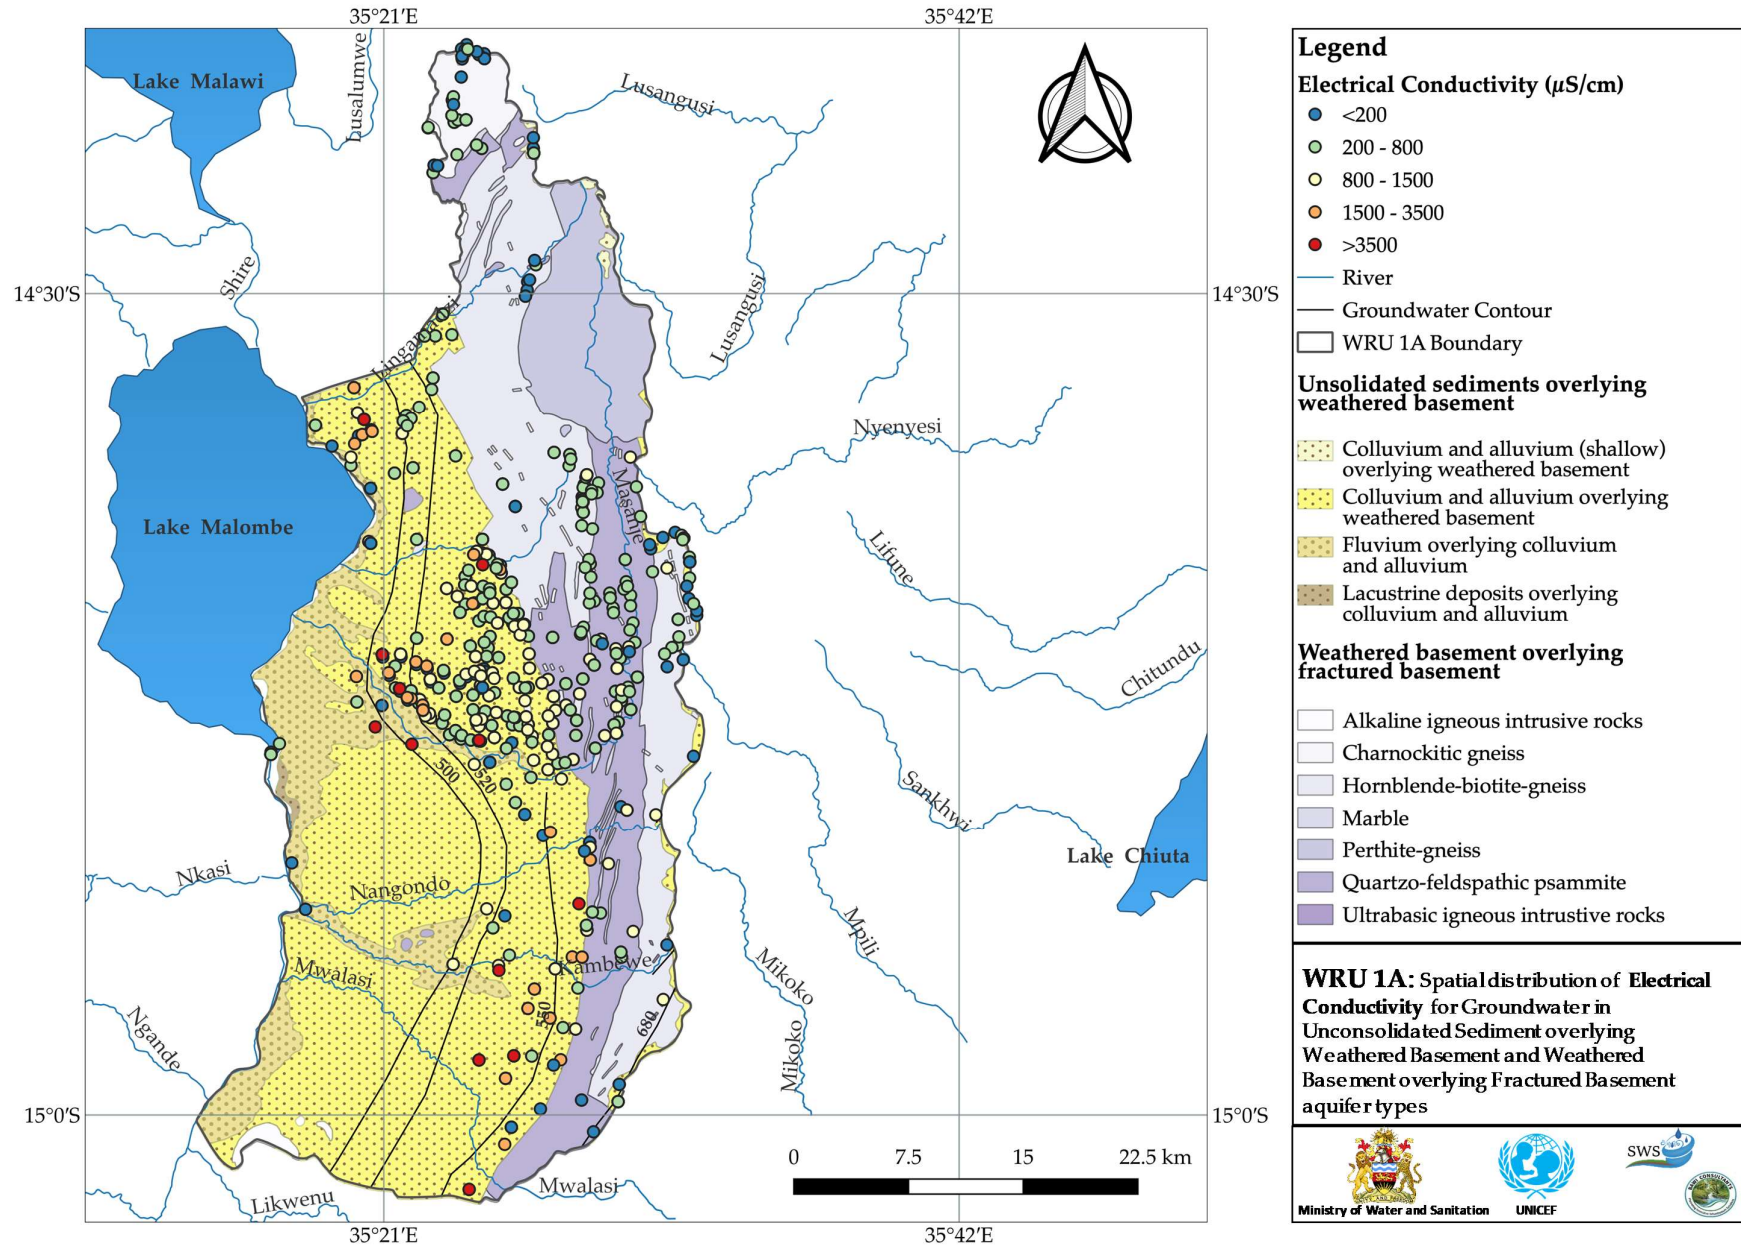 35°21′E
35°42′E
Lake Malawi
Lusalumwe
Lusangusi
Shire
14°30′S
14°30′S
Lusangusi
Lingamasi
Nyenyesi
Masanje
Lake Malombe
Lifune
Chitundu
500
520
Sankhwi
Lake Chiuta
Nkasi
Nangondo
Mpili
Kambewe
Mwalasi
Mikoko
550
680
Ngande
Mikoko
15°0′S
15°0′S
0 7.5 15 22.5 km
Mwalasi
Likwenu
35°21′E
35°42′E
Legend
Electrical Conductivity (µS/cm)
<200
200 - 800
800 - 1500
1500 - 3500
>3500
River
Groundwater Contour
WRU 1A Boundary
Unsolidated sediments overlying
weathered basement
Colluvium and alluvium (shallow)
overlying weathered basement
Colluvium and alluvium overlying
weathered basement
Fluvium overlying colluvium
and alluvium
Lacustrine deposits overlying
colluvium and alluvium
Weathered basement overlying
fractured basement
Alkaline igneous intrusive rocks
Charnockitic gneiss
Hornblende-biotite-gneiss
Marble
Perthite-gneiss
Quartzo-feldspathic psammite
Ultrabasic igneous intrustive rocks
WRU 1A: Spatial distribution of Electrical
Conductivity for Groundwater in
Unconsolidated Sediment overlying
Weathered Basement and Weathered
Basement overlying Fractured Basement
aquifer types
SWS
Ministry of Water and Sanitation
UNICEF